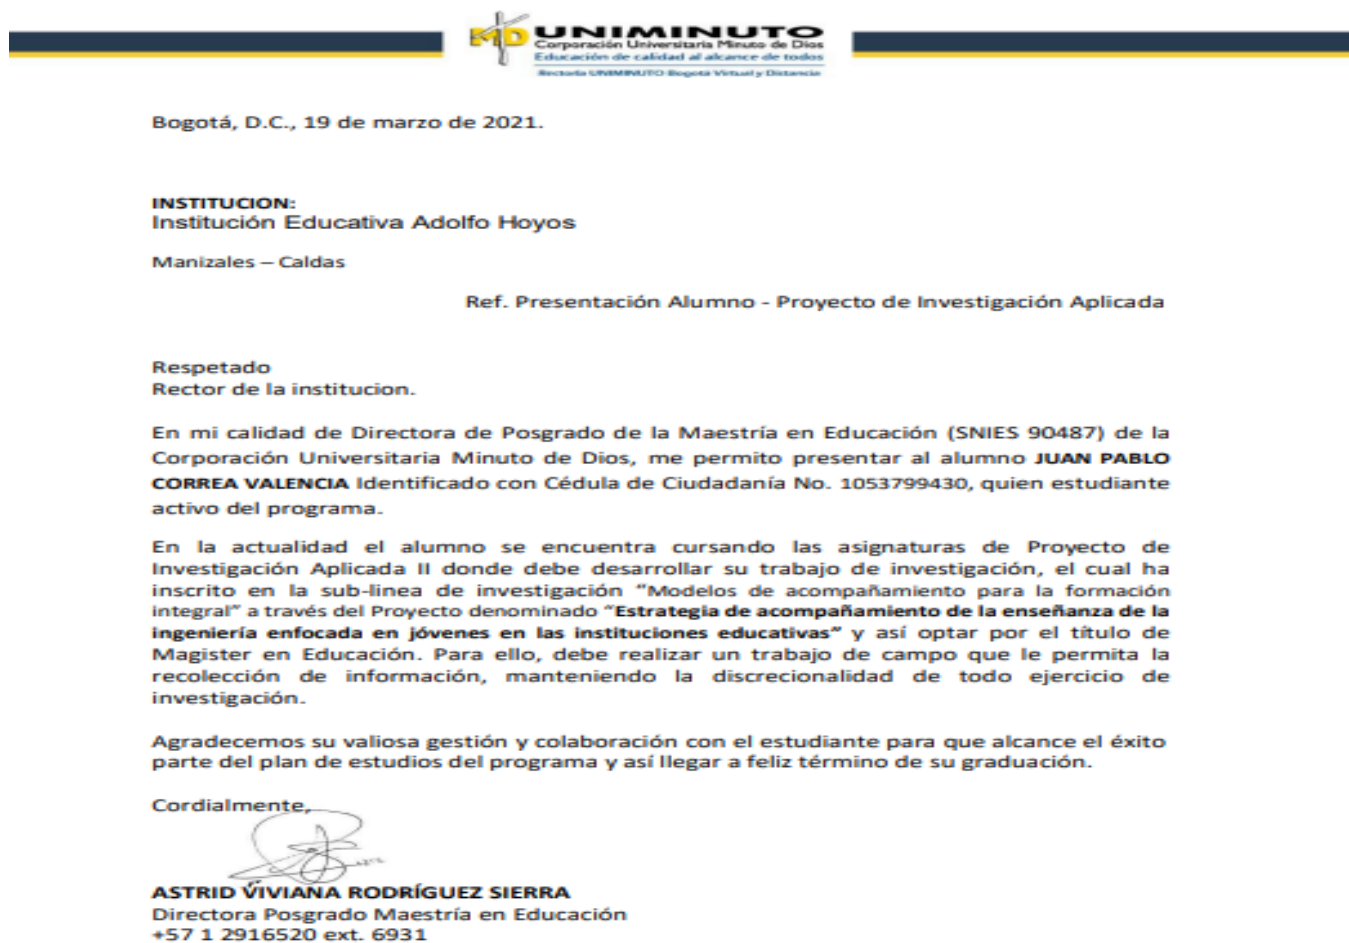 UNIMINUTO
Corporación Universitaria Minuto de Dios
Educación de calidad al alcance de todos
Rectoría UNIMINUTO Bogotá Virtual y Distancia
Bogotá, D.C., 19 de marzo de 2021.
INSTITUCION:
Institución Educativa Adolfo Hoyos
Manizales – Caldas
Ref. Presentación Alumno - Proyecto de Investigación Aplicada
Respetado
Rector de la institucion.
En mi calidad de Directora de Posgrado de la Maestría en Educación (SNIES 90487) de la
Corporación Universitaria Minuto de Dios, me permito presentar al alumno JUAN PABLO
CORREA VALENCIA Identificado con Cédula de Ciudadanía No. 1053799430, quien estudiante
activo del programa.
En la actualidad el alumno se encuentra cursando las asignaturas de Proyecto de
Investigación Aplicada II donde debe desarrollar su trabajo de investigación, el cual ha
inscrito en la sub-linea de investigación “Modelos de acompañamiento para la formación
integral” a través del Proyecto denominado “Estrategia de acompañamiento de la enseñanza de la
ingeniería enfocada en jóvenes en las instituciones educativas” y así optar por el título de
Magister en Educación. Para ello, debe realizar un trabajo de campo que le permita la
recolección de información, manteniendo la discrecionalidad de todo ejercicio de
investigación.
Agradecemos su valiosa gestión y colaboración con el estudiante para que alcance el éxito
parte del plan de estudios del programa y así llegar a feliz término de su graduación.
Cordialmente,
ASTRID VIVIANA RODRÍGUEZ SIERRA
Directora Posgrado Maestría en Educación
+57 1 2916520 ext. 6931